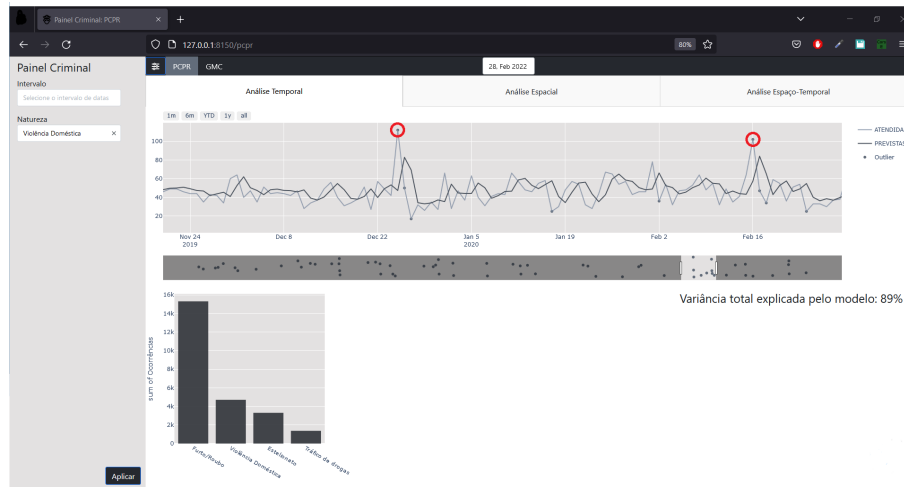 Painel Criminal: PCPR
127.0.0.1:8150/pcpr
80%
Painel Criminal
PCPR GMC
28, Feb 2022
Intervalo
Selecione o intervalo de datas
Natureza
Violência Doméstica
Análise Temporal
Análise Espacial
Análise Espaço-Temporal
1m 6m YTD 1y all
ATENDIDA
PREVISTAS
Outlier
100
80
60
40
20
Nov 24 Dec 8 Dec 22 Jan 5 Jan 19 Feb 2 Feb 16
2019 2020
Variância total explicada pelo modelo: 89%
sum of Ocorrências
16k
14k
12k
10k
8k
6k
4k
2k
0
Furto/Roubo
Violência Doméstica
Estelionato
Tráfico de drogas
Aplicar